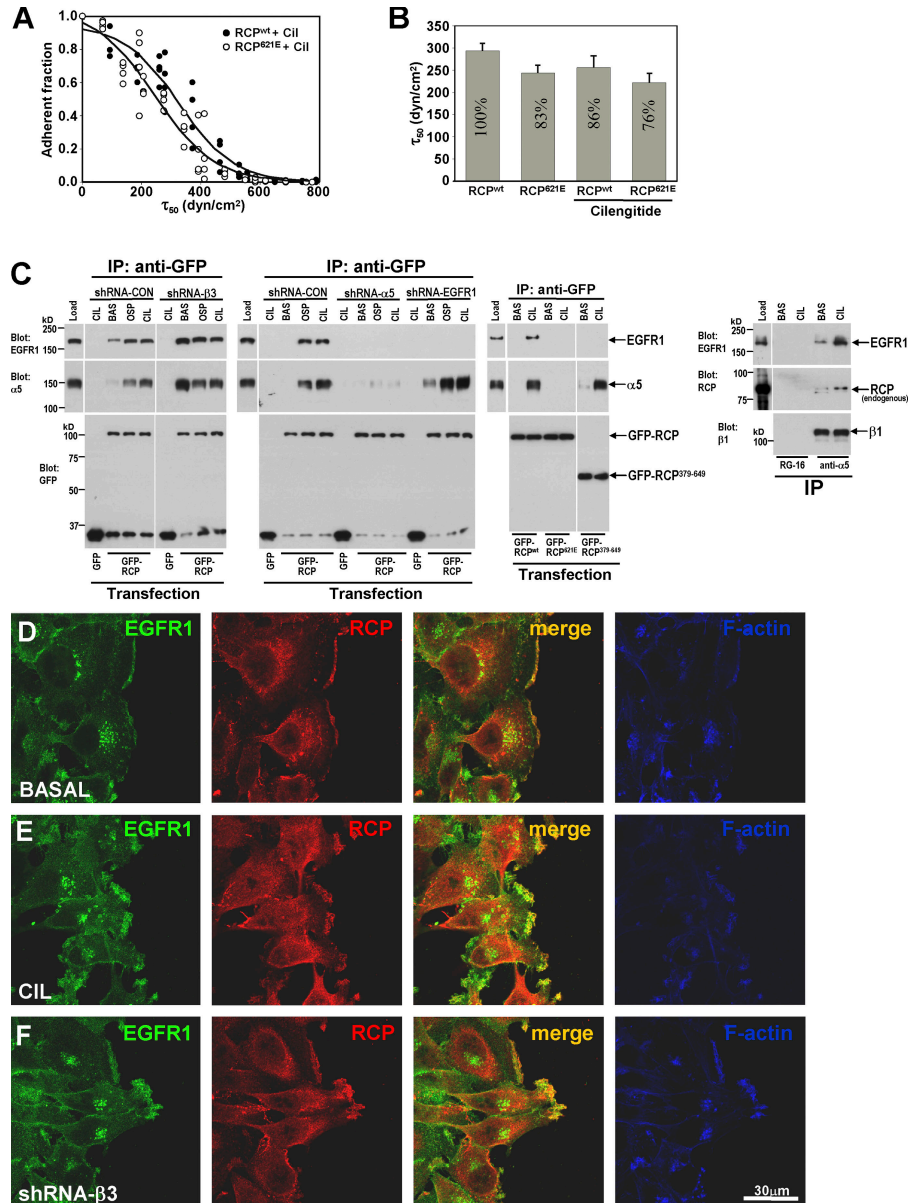 A
RCPwt + Cil
RCP621E + Cil
Adherent fraction
1.0
0.8
0.6
0.4
0.2
0.0
0 200 400 600 800
τ50 (dyn/cm2)
B
τ50 (dyn/cm2)
350
300
250
200
150
100
50
0
100%
83%
86%
76%
RCPwt RCP621E RCPwt RCP621E
Cilengitide
C
IP: anti-GFP
shRNA-CON shRNA-β3
Load CIL BAS OSP CIL CIL BAS OSP CIL
kD
250
Blot:
EGFR1
150
Blot:
α5
150
100
kD
100
Blot:
GFP
75
50
37
GFP GFP-RCP GFP GFP-RCP
Transfection
IP: anti-GFP
shRNA-CON shRNA-α5 shRNA-EGFR1
Load CIL BAS OSP CIL CIL BAS OSP CIL CIL BAS OSP CIL
GFP GFP-RCP GFP GFP-RCP GFP GFP-RCP
Transfection
IP: anti-GFP
Load BAS CIL BAS CIL BAS CIL
EGFR1
α5
GFP-RCP
GFP-RCP379-649
GFP-RCPwt GFP-RCP621E GFP-RCP379-649
Transfection
Load BAS CIL BAS CIL
kD
250
Blot:
EGFR1
150
EGFR1
Blot:
RCP
100
75
RCP
(endogenous)
Blot:
β1
kD
100
β1
RG-16 anti-α5
IP
D
EGFR1 RCP merge F-actin
BASAL
E
EGFR1 RCP merge F-actin
CIL
F
EGFR1 RCP merge F-actin
shRNA-β3
30μm